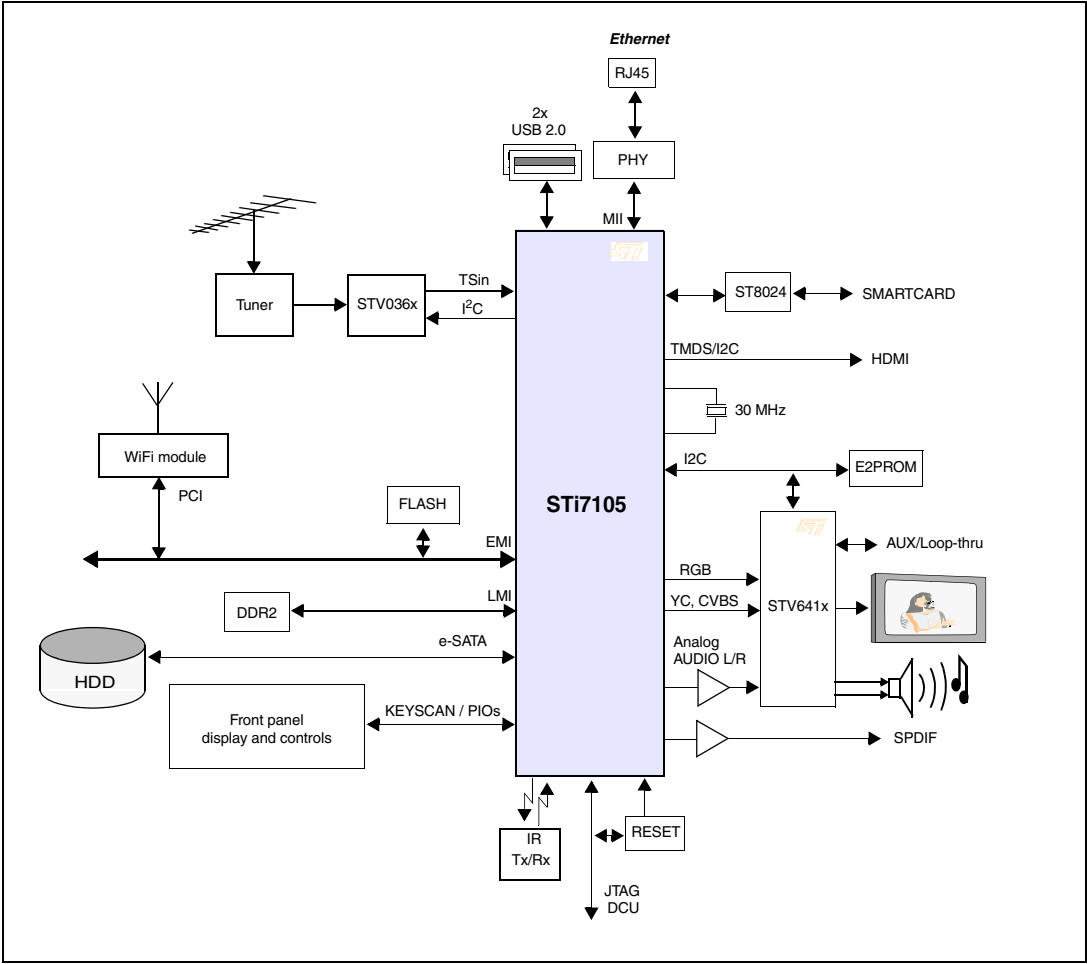 Ethernet
RJ45
2x
USB 2.0
PHY
MII
Tuner
STV036x
TSin
I²C
ST8024
SMARTCARD
TMDS/I2C
HDMI
30 MHz
WiFi module
PCI
FLASH
I2C
E2PROM
STi7105
EMI
AUX/Loop-thru
RGB
YC, CVBS
STV641x
DDR2
LMI
e-SATA
HDD
Analog
AUDIO L/R
Front panel
display and controls
KEYSCAN / PIOs
SPDIF
IR
Tx/Rx
RESET
JTAG
DCU